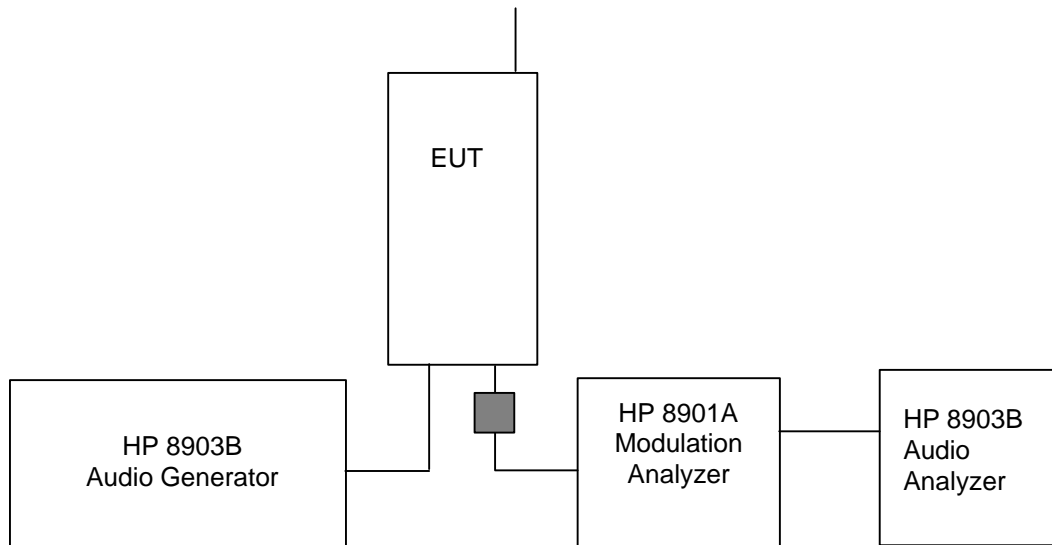 EUT
HP 8903B
Audio Generator
HP 8901A
Modulation
Analyzer
HP 8903B
Audio
Analyzer